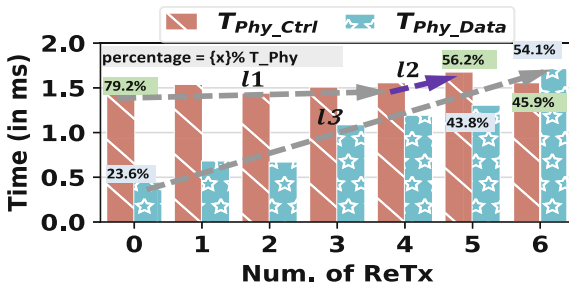 T_Phy_Ctrl T_Phy_Data
percentage = {x}% T_Phy
2.0
1.5
1.0
0.5
0.0
Time (in ms)
79.2%
23.6%
l1
l2
l3
56.2%
43.8%
54.1%
45.9%
0 1 2 3 4 5 6
Num. of ReTx